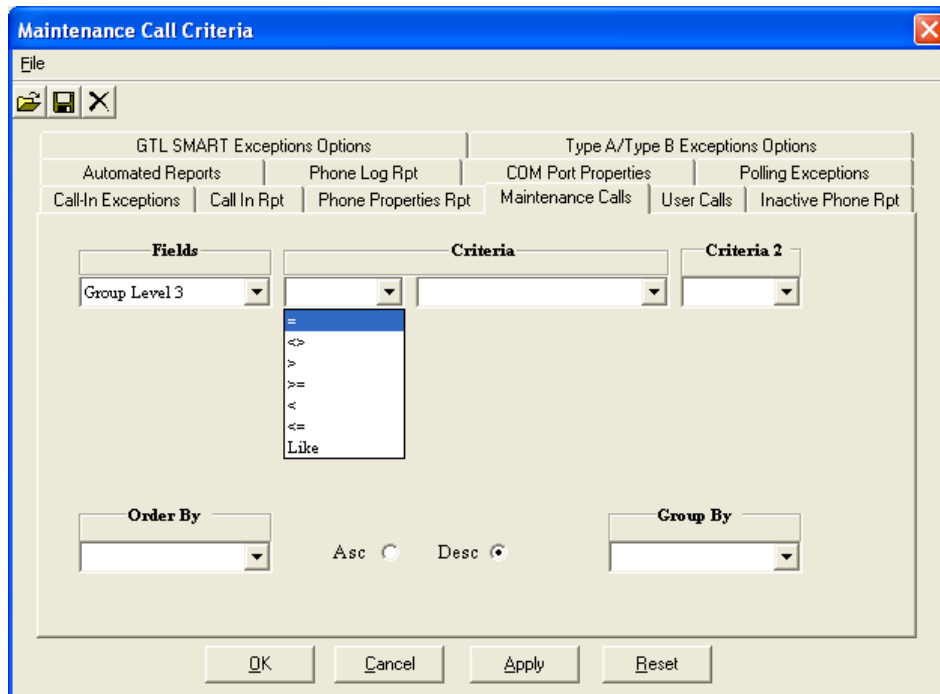 Maintenance Call Criteria
File
GTL SMART Exceptions Options
Type A/Type B Exceptions Options
Automated Reports
Phone Log Rpt
COM Port Properties
Polling Exceptions
Call-In Exceptions
Call In Rpt
Phone Properties Rpt
Maintenance Calls
User Calls
Inactive Phone Rpt
Fields
Criteria
Criteria 2
Group Level 3
=
<>
>
>=
<
<=
Like
Order By
Asc
Desc
Group By
OK
Cancel
Apply
Reset